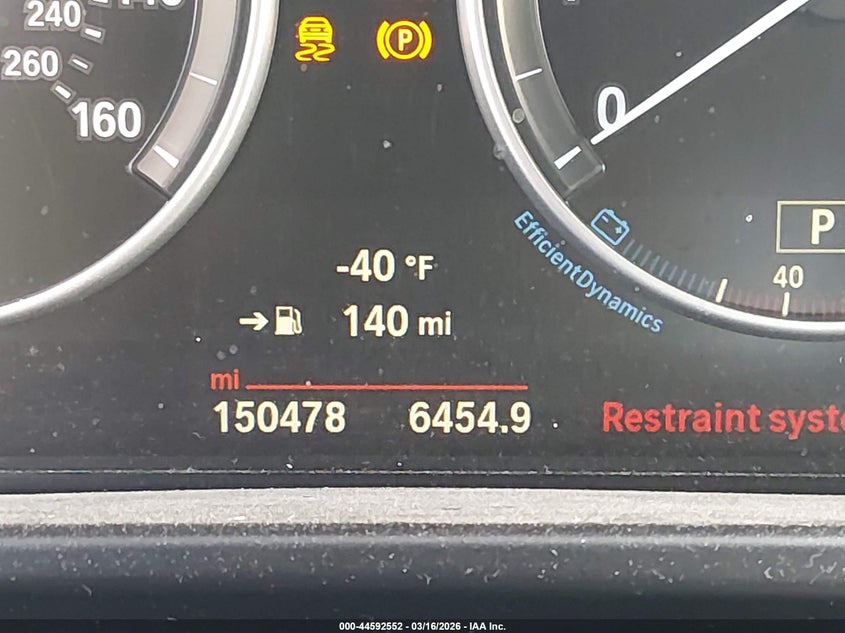 240
260
160
P
0
P
EfficientDynamics
40
-40 °F
140 mi
mi
150478 6454.9
Restraint syste
000-44592552 - 03/16/2026 - IAA Inc.